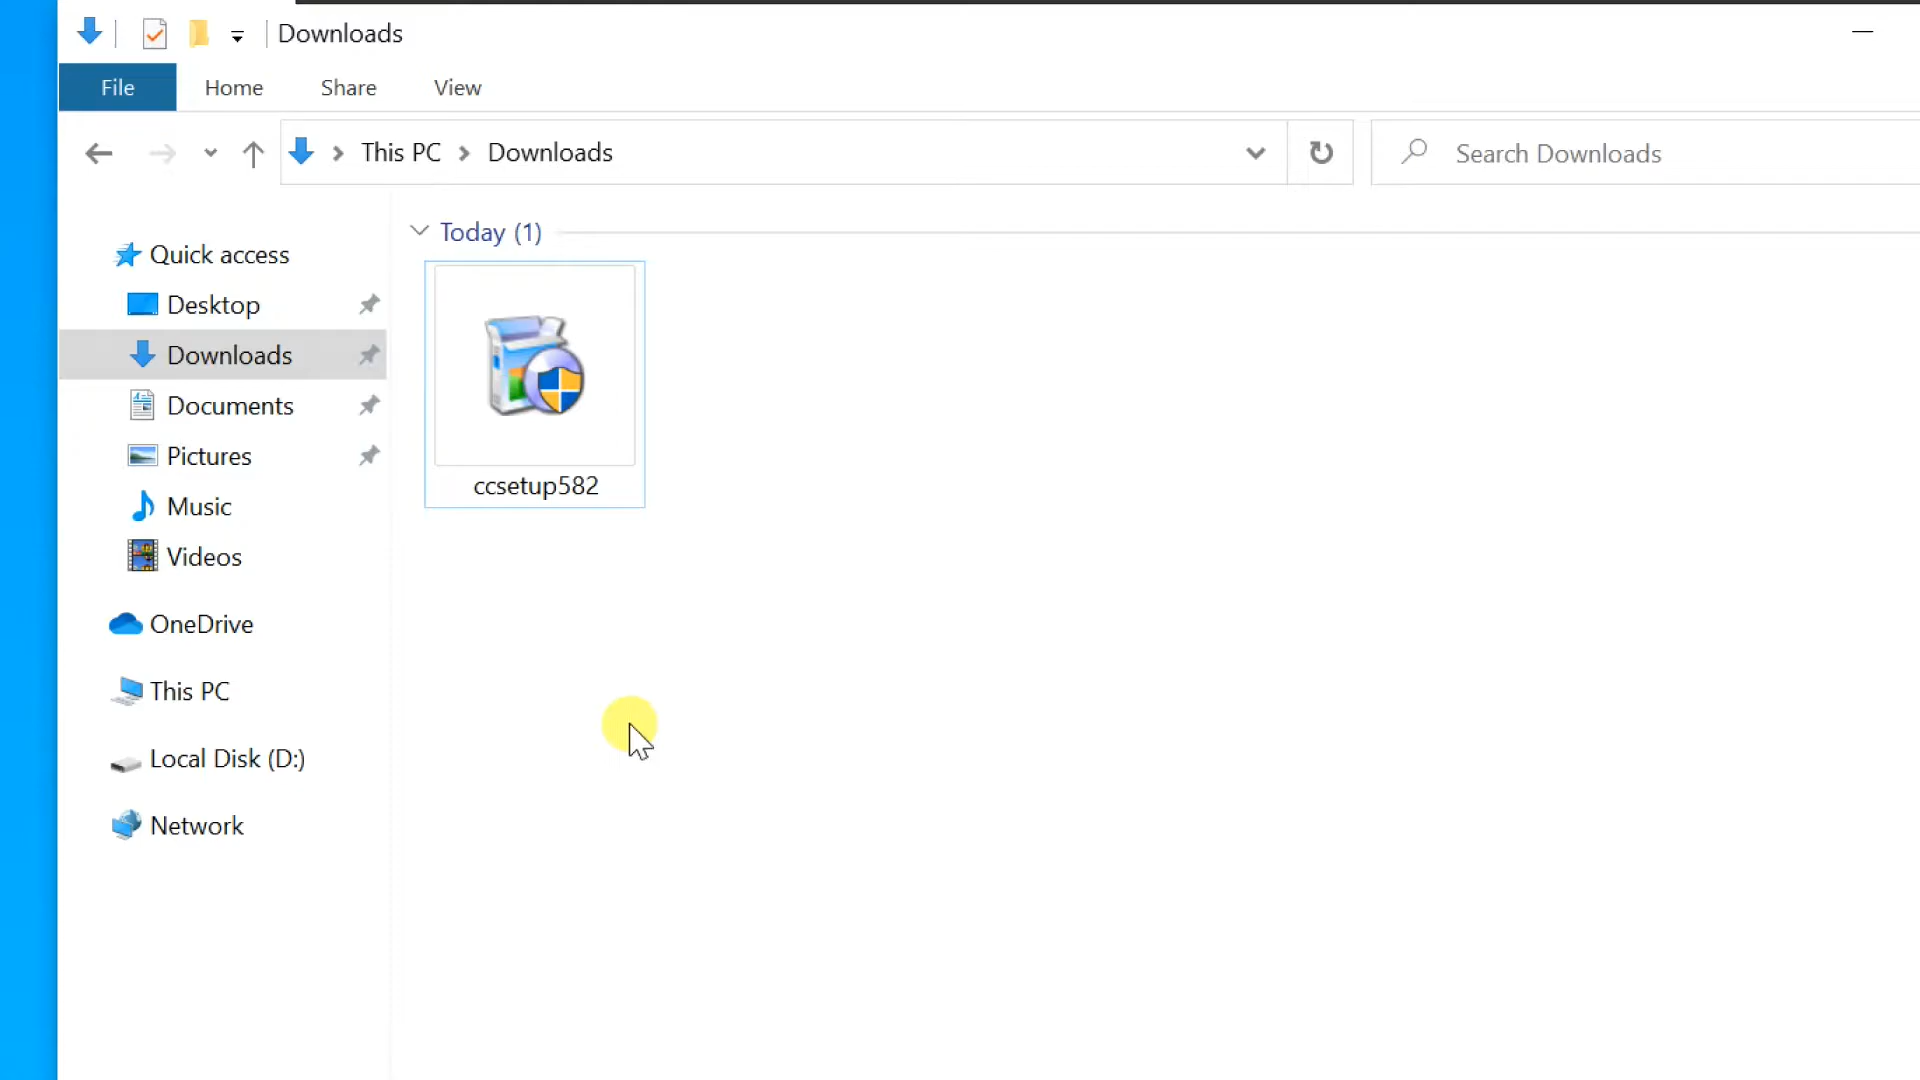 Downloads
File Home Share View
This PC Downloads
Search Downloads
Quick access
Desktop
Downloads
Documents
Pictures
Music
Videos
OneDrive
This PC
Local Disk (D:)
Network
Today (1)
ccsetup582